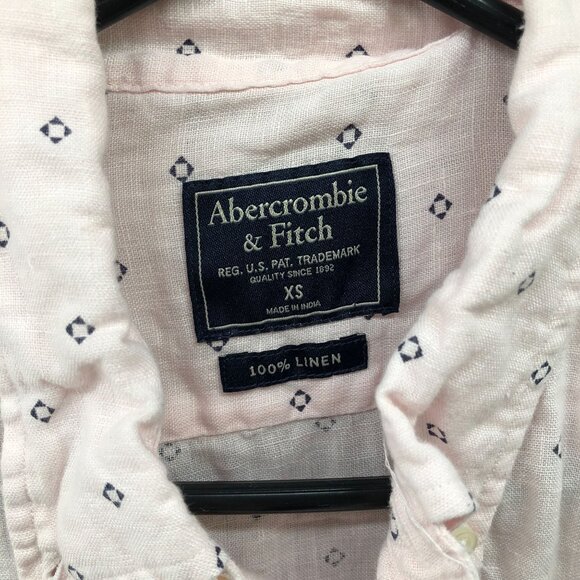 Abercrombie
& Fitch
REG. U.S. PAT. TRADEMARK
QUALITY SINCE 1892
XS
MADE IN INDIA
100% LINEN